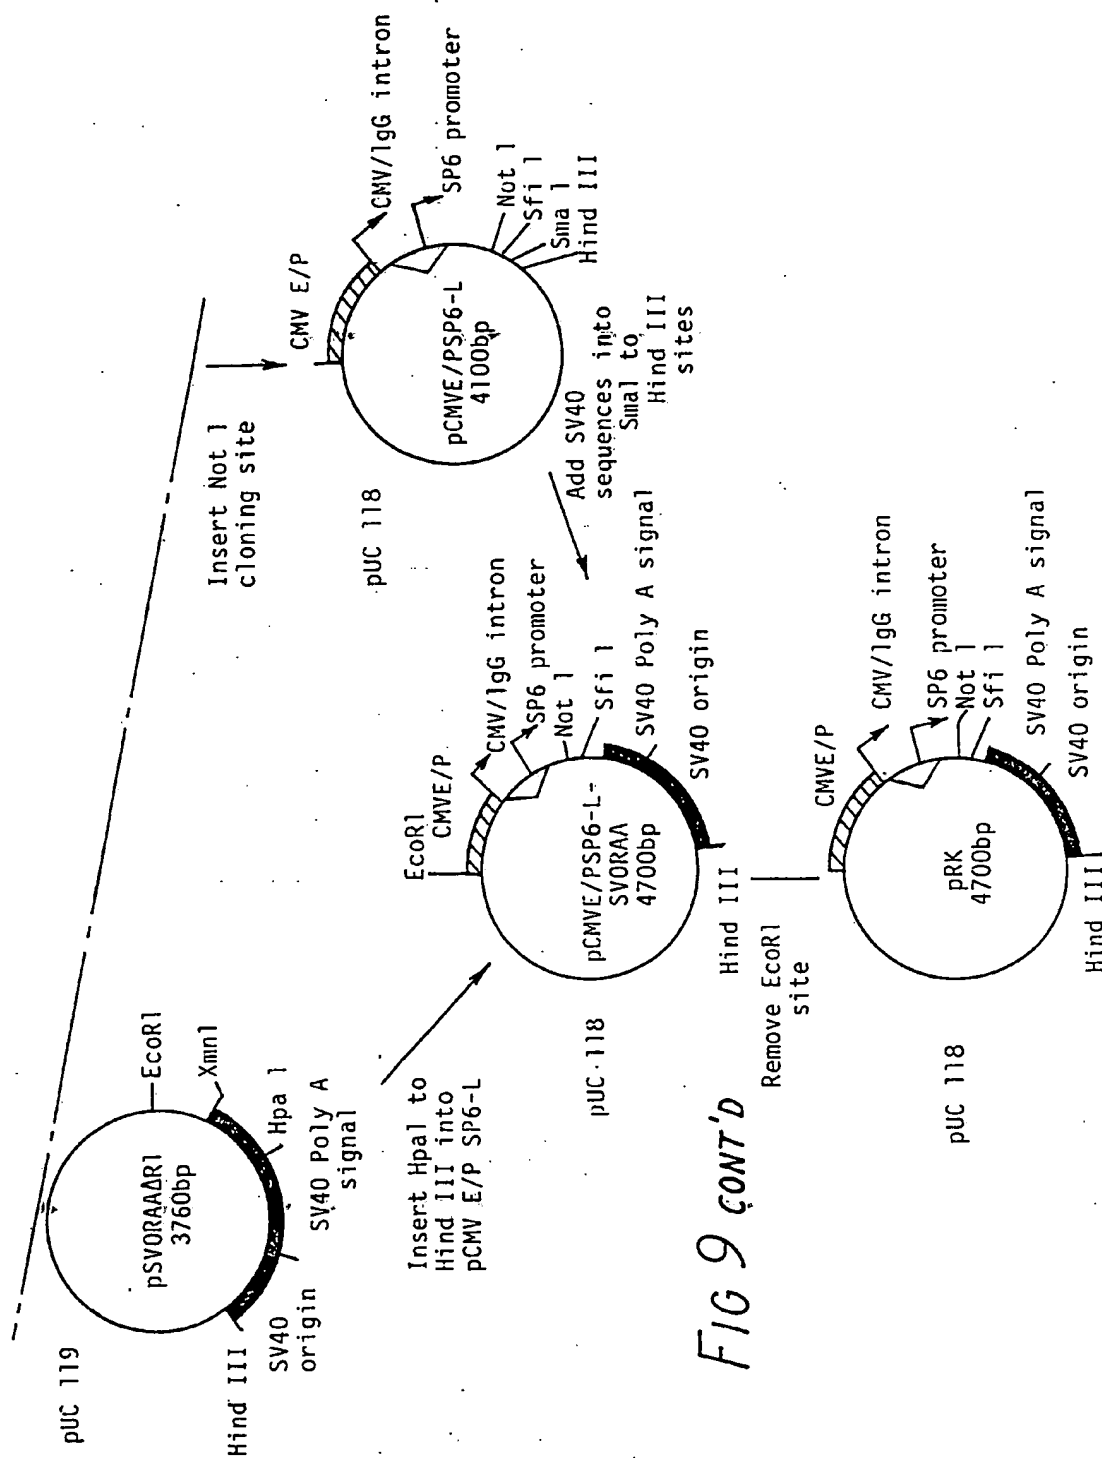 pUC 119
pSVORAAΔR1
3760bp
EcoR1
Xmn1
Hpa 1
SV40 Poly A
signal
SV40
origin
Hind III
Insert Hpal to
Hind III into
pCMV E/P SP6-L
Insert Not 1
cloning site
CMV E/P
CMV/1gG intron
SP6 promoter
Not 1
Sfi 1
Sma 1
Hind III
pCMVE/PSP6-L
4100bp
pUC 118
Add SV40
sequences into
Smal to
Hind III
sites
EcoR1
CMVE/P
CMV/1gG intron
SP6 promoter
Not 1
Sfi 1
SV40 Poly A signal
SV40 origin
pCMVE/PSP6-L-
SVORAA
4700bp
Hind III
pUC 118
Remove EcoR1
site
CMVE/P
CMV/1gG intron
SP6 promoter
Not 1
Sfi 1
SV40 Poly A signal
SV40 origin
pRK
4700bp
Hind III
pUC 118
FIG 9 CONT'D